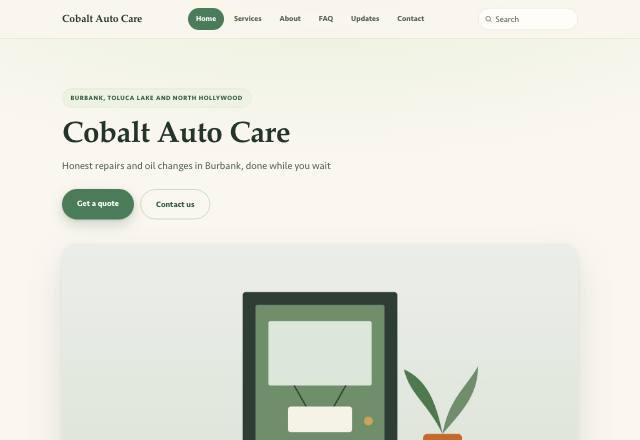 Cobalt Auto Care
Home Services About FAQ Updates Contact
Search
BURBANK, TOLUCA LAKE AND NORTH HOLLYWOOD
Cobalt Auto Care
Honest repairs and oil changes in Burbank, done while you wait
Get a quote Contact us